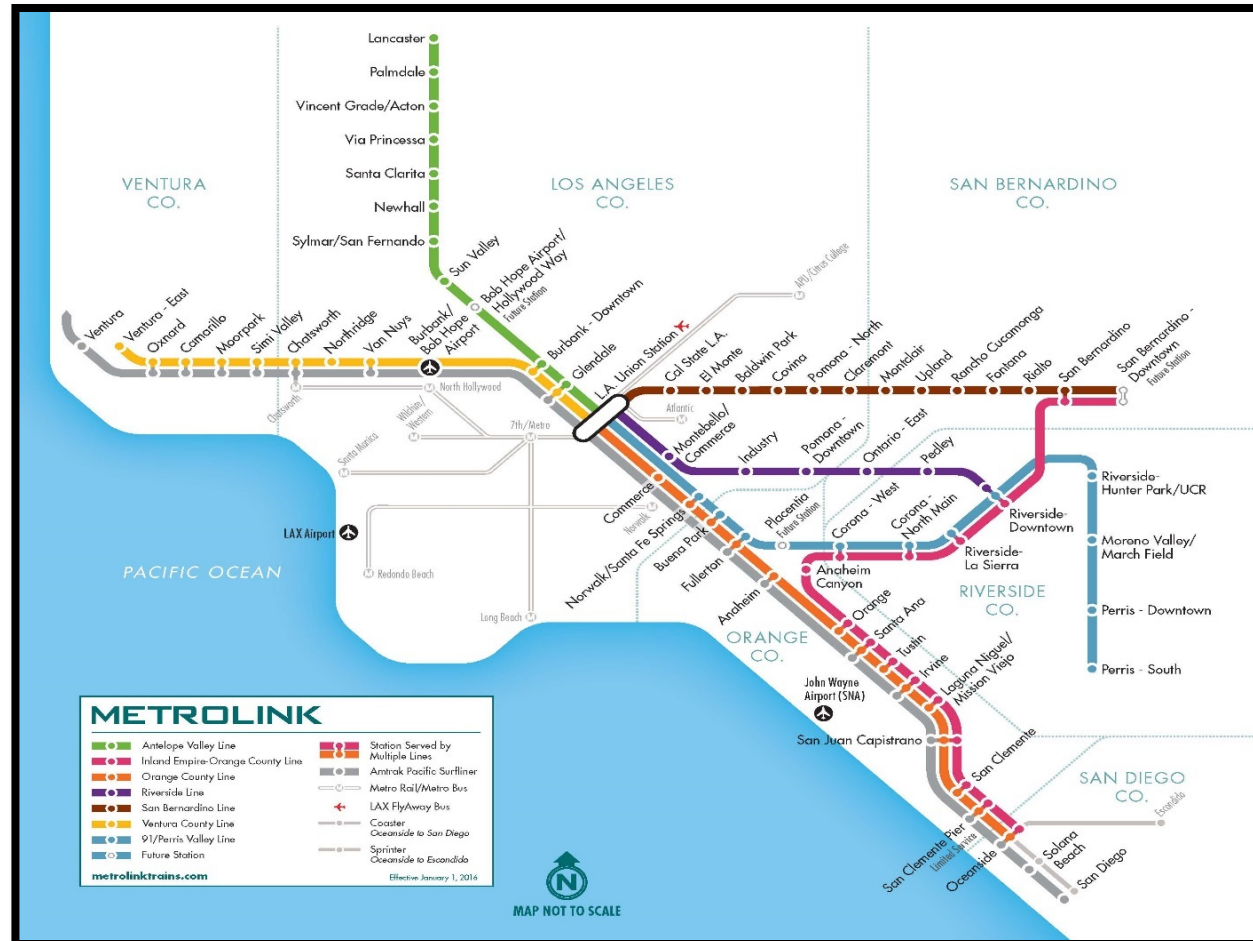 Lancaster
Palmdale
Vincent Grade/Acton
Via Princessa
Santa Clarita
Newhall
Sylmar/San Fernando
VENTURA
CO.
LOS ANGELES
CO.
SAN BERNARDINO
CO.
Sun Valley
Bob Hope Airport/
Hollywood Way
Future Station
Burbank - Downtown
Glendale
L.A. Union Station
APU/Citrus College
Ventura
Ventura - East
Oxnard
Camarillo
Moorpark
Simi Valley
Chatsworth
Northridge
Van Nuys
Burbank/
Bob Hope
Airport
Cal State L.A.
El Monte
Baldwin Park
Covina
Pomona - North
Claremont
Montclair
Upland
Rancho Cucamonga
Fontana
Rialto
San Bernardino
San Bernardino -
Downtown
Future Station
Chatsworth
North Hollywood
Wilshire/
Western
7th/Metro
Santa Monica
Atlantic
Montebello/
Commerce
Industry
Pomona -
Downtown
Ontario - East
Pedley
Riverside-
Hunter Park/UCR
Riverside-
Downtown
Moreno Valley/
March Field
Perris - Downtown
Perris - South
Commerce
Norwalk
Norwalk/Santa Fe Springs
Buena Park
Fullerton
Anaheim
Placentia
Future Station
Corona - West
Corona -
North Main
Riverside-
La Sierra
Anaheim
Canyon
RIVERSIDE
CO.
LAX Airport
Redondo Beach
Long Beach
PACIFIC OCEAN
ORANGE
CO.
Orange
Santa Ana
Tustin
Irvine
Laguna Niguel/
Mission Viejo
John Wayne
Airport (SNA)
San Juan Capistrano
San Clemente
SAN DIEGO
CO.
Escondido
San Clemente Pier
Limited Service
Oceanside
Solana
Beach
San Diego
METROLINK
Antelope Valley Line
Inland Empire-Orange County Line
Orange County Line
Riverside Line
San Bernardino Line
Ventura County Line
91/Perris Valley Line
Future Station
metrolinktrains.com
Station Served by
Multiple Lines
Amtrak Pacific Surfliner
Metro Rail/Metro Bus
LAX FlyAway Bus
Coaster
Oceanside to San Diego
Sprinter
Oceanside to Escondido
Effective January 1, 2016
N
MAP NOT TO SCALE